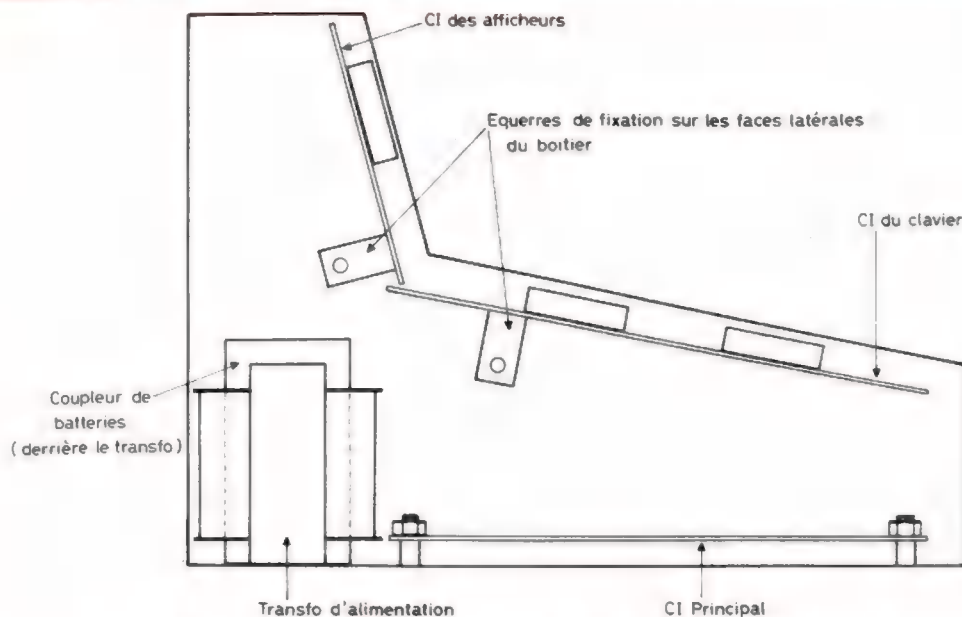 CI des afficheurs
Equerres de fixation sur les faces latérales
du boitier
CI du clavier
Coupleur de
batteries
(derrière le transfo)
Transfo d'alimentation
CI Principal